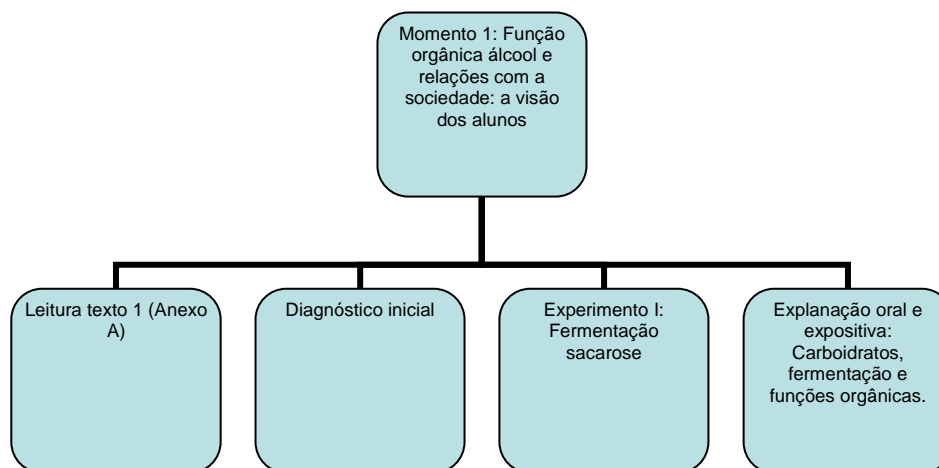 Momento 1: Função
orgânica álcool e
relações com a
sociedade: a visão
dos alunos
Leitura texto 1 (Anexo
A)
Diagnóstico inicial
Experimento I:
Fermentação
sacarose
Explanação oral e
expositiva:
Carboidratos,
fermentação e
funções orgânicas.